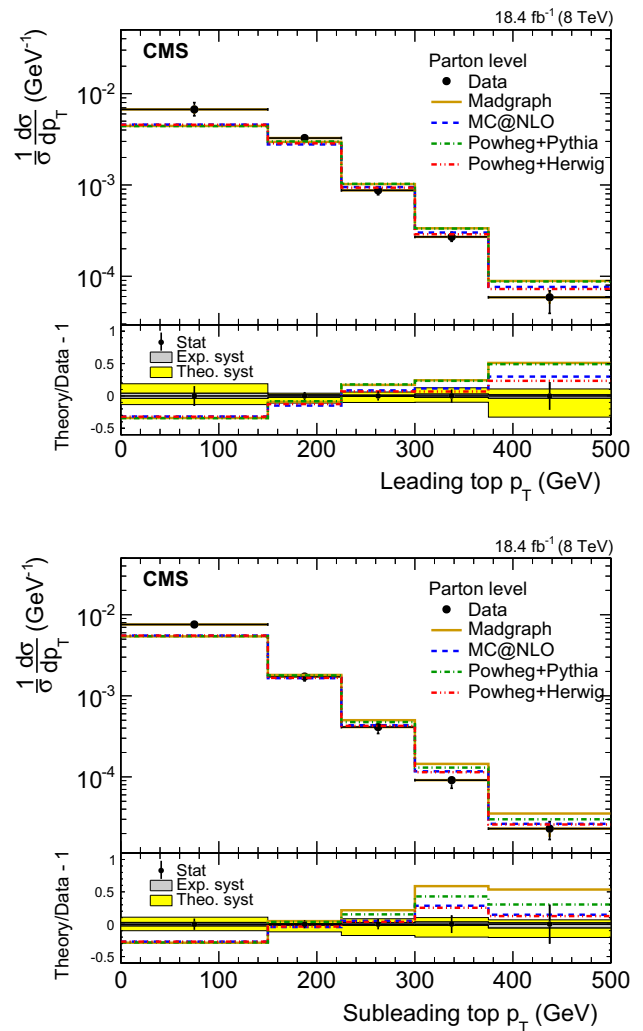 18.4 fb⁻¹ (8 TeV)
CMS
Parton level
Data
Madgraph
MC@NLO
Powheg+Pythia
Powheg+Herwig
1/σ dσ/dp_T (GeV⁻¹)
10⁻²
10⁻³
10⁻⁴
Stat
Exp. syst
Theo. syst
Theory/Data - 1
1
0.5
0
-0.5
0 100 200 300 400 500
Leading top p_T (GeV)
18.4 fb⁻¹ (8 TeV)
CMS
Parton level
Data
Madgraph
MC@NLO
Powheg+Pythia
Powheg+Herwig
1/σ dσ/dp_T (GeV⁻¹)
10⁻²
10⁻³
10⁻⁴
Stat
Exp. syst
Theo. syst
Theory/Data - 1
1
0.5
0
-0.5
0 100 200 300 400 500
Subleading top p_T (GeV)